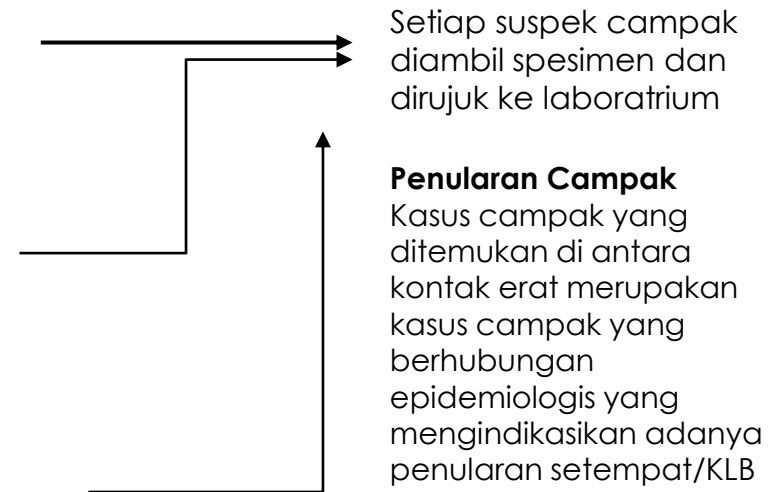 Setiap suspek campak
diambil spesimen dan
dirujuk ke laboratrium
Penularan Campak
Kasus campak yang
ditemukan di antara
kontak erat merupakan
kasus campak yang
berhubungan
epidemiologis yang
mengindikasikan adanya
penularan setempat/KLB